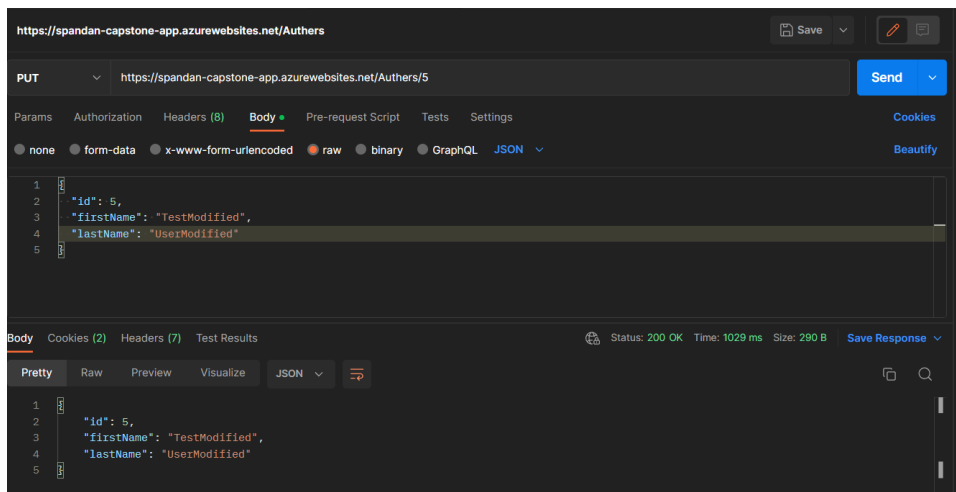 https://spandan-capstone-app.azurewebsites.net/Authers Save
PUT https://spandan-capstone-app.azurewebsites.net/Authers/5 Send
Params Authorization Headers (8) Body Pre-request Script Tests Settings Cookies
none form-data x-www-form-urlencoded raw binary GraphQL JSON Beautify
1 {
2 "id": 5,
3 "firstName": "TestModified",
4 "lastName": "UserModified"
5 }
Body Cookies (2) Headers (7) Test Results Status: 200 OK Time: 1029 ms Size: 290 B Save Response
Pretty Raw Preview Visualize JSON
1 {
2 "id": 5,
3 "firstName": "TestModified",
4 "lastName": "UserModified"
5 }